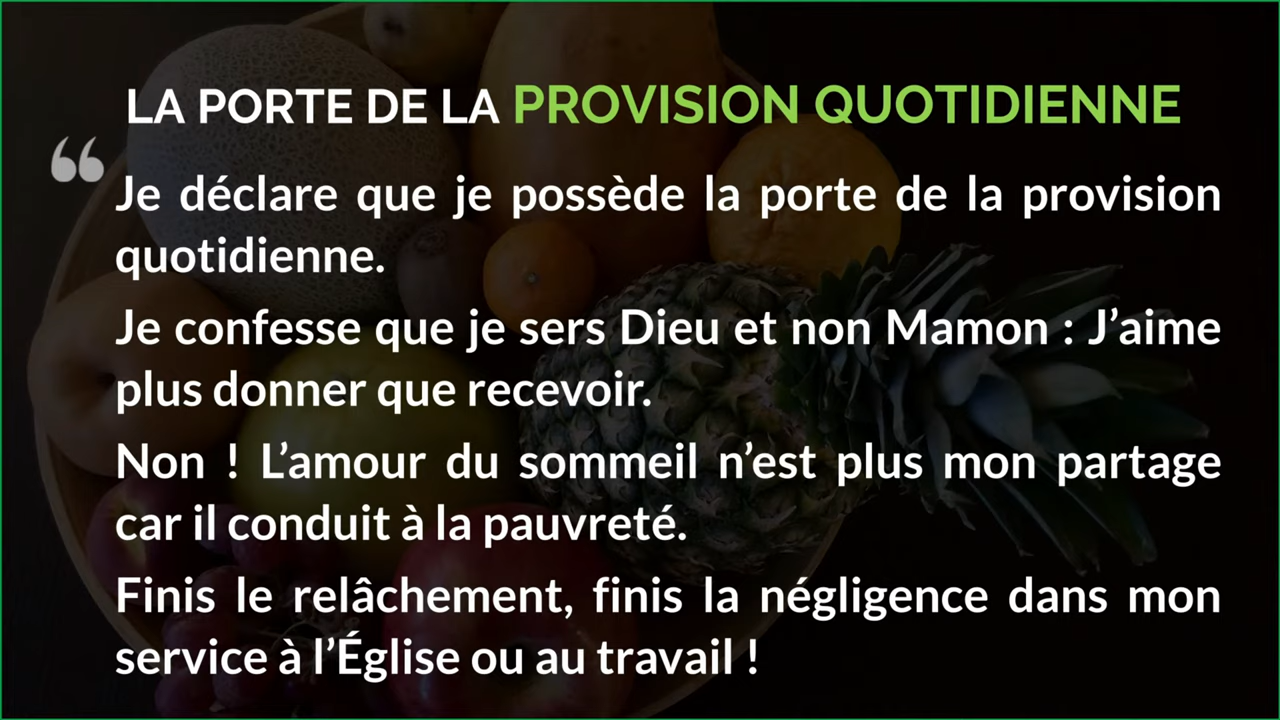 LA PORTE DE LA PROVISION QUOTIDIENNE
“
Je déclare que je possède la porte de la provision
quotidienne.
Je confesse que je sers Dieu et non Mamon : J’aime
plus donner que recevoir.
Non ! L’amour du sommeil n’est plus mon partage
car il conduit à la pauvreté.
Finis le relâchement, finis la négligence dans mon
service à l’Église ou au travail !